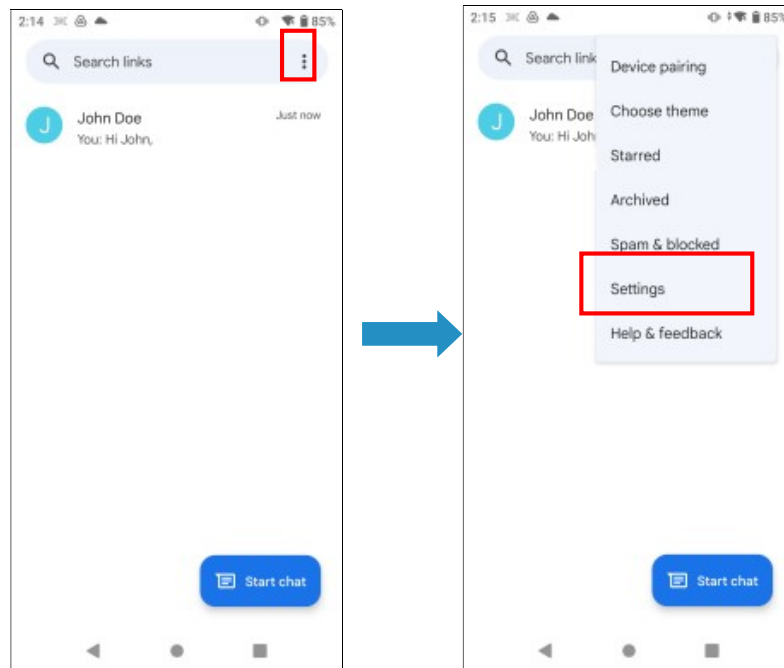 2:14
85%
Search links
John Doe
Just now
You: Hi John,
J
Start chat
2:15
85%
Search link
Device pairing
John Doe
Choose theme
You: Hi Joh
J
Starred
Archived
Spam & blocked
Settings
Help & feedback
Start chat